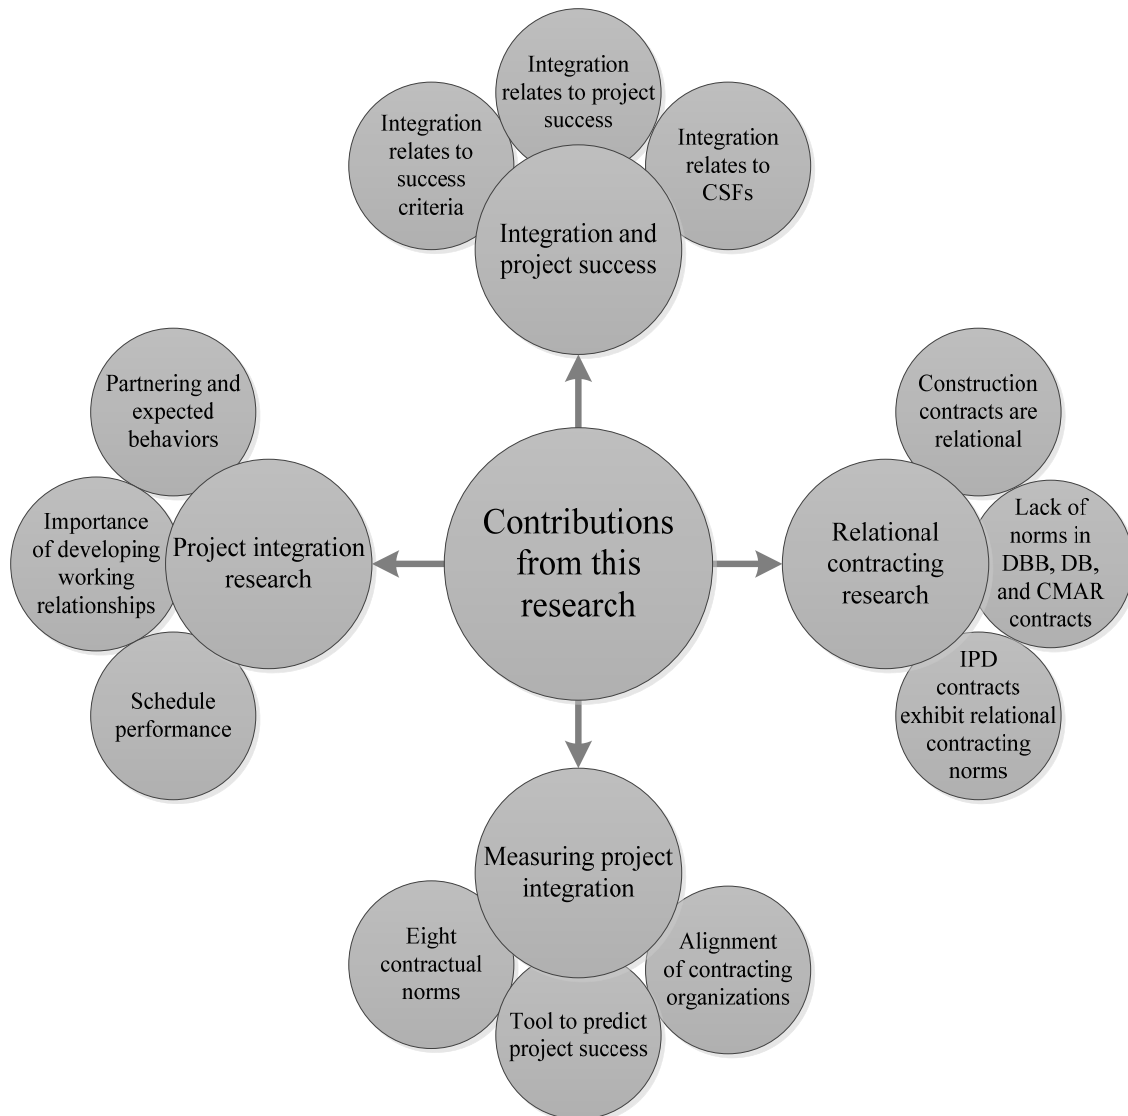 Integration
relates to project
success
Integration
relates to
success
criteria
Integration
relates to
CSFs
Integration and
project success
Partnering and
expected
behaviors
Importance
of developing
working
relationships
Project integration
research
Schedule
performance
Contributions
from this
research
Construction
contracts are
relational
Relational
contracting
research
Lack of
norms in
DBB, DB,
and CMAR
contracts
IPD
contracts
exhibit relational
contracting
norms
Measuring project
integration
Eight
contractual
norms
Tool to predict
project success
Alignment
of contracting
organizations